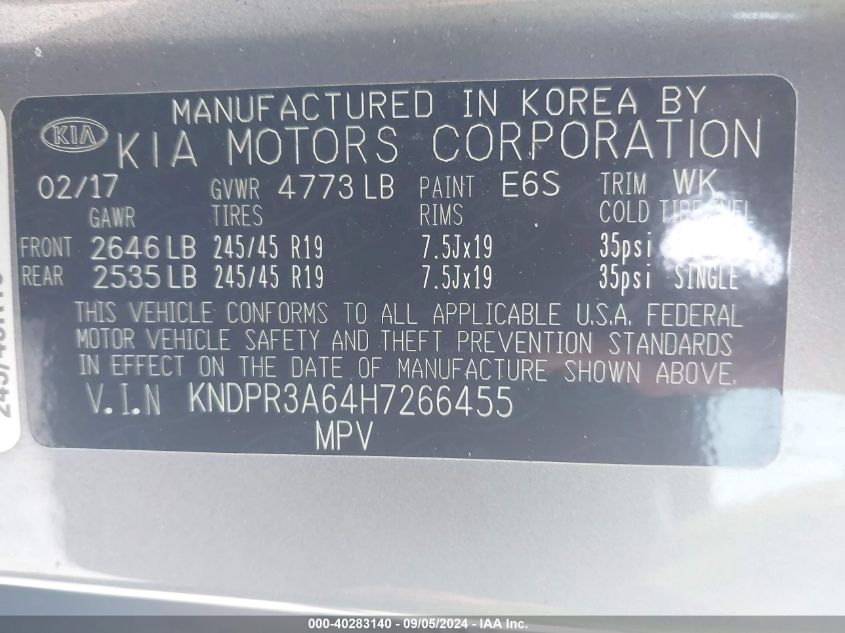 MANUFACTURED IN KOREA BY
KIA
KIA MOTORS CORPORATION
02/17 GVWR 4773 LB PAINT E6S TRIM WK
GAWR TIRES RIMS COLD TIRE
FRONT 2646 LB 245/45 R19 7.5Jx19 35psi
REAR 2535 LB 245/45 R19 7.5Jx19 35psi SINGLE
THIS VEHICLE CONFORMS TO ALL APPLICABLE U.S.A. FEDERAL
MOTOR VEHICLE SAFETY AND THEFT PREVENTION STANDARDS
IN EFFECT ON THE DATE OF MANUFACTURE SHOWN ABOVE.
V.I.N KNDPR3A64H7266455
MPV
000-40283140 - 09/05/2024 - IAA Inc.